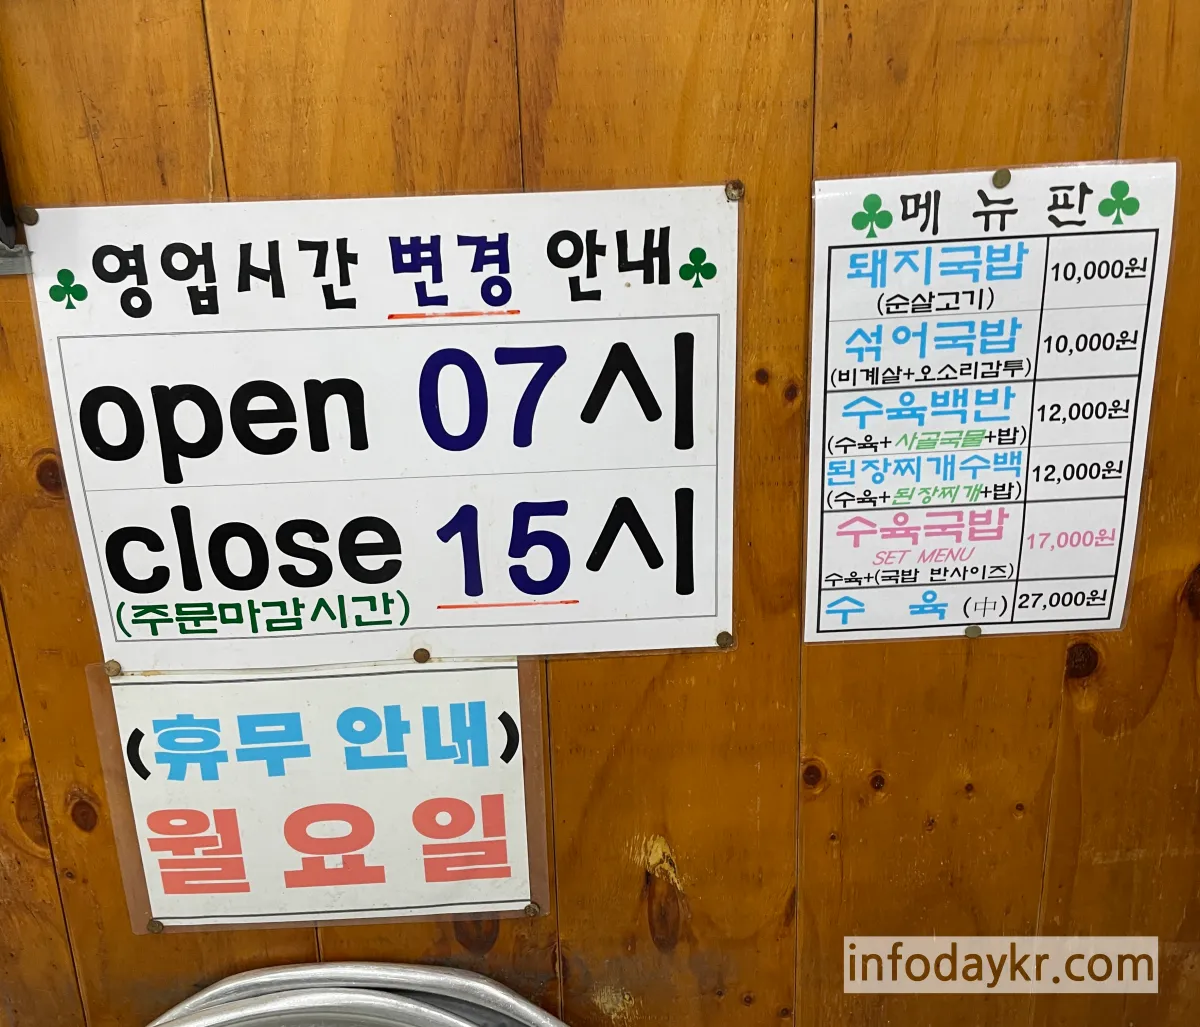 ♣영업시간 변경 안내♣
open 07시
close 15시
(주문마감시간)
(휴무 안내)
월요일
♣메 뉴 판♣
돼지국밥 10,000원
(순살고기)
섞어국밥 10,000원
(비계살+오소리감투)
수육백반 12,000원
(수육+사골국물+밥)
된장찌개수백 12,000원
(수육+된장찌개+밥)
수육국밥 17,000원
SET MENU
수육+(국밥 반사이즈)
수 육 (中) 27,000원
infodaykr.com